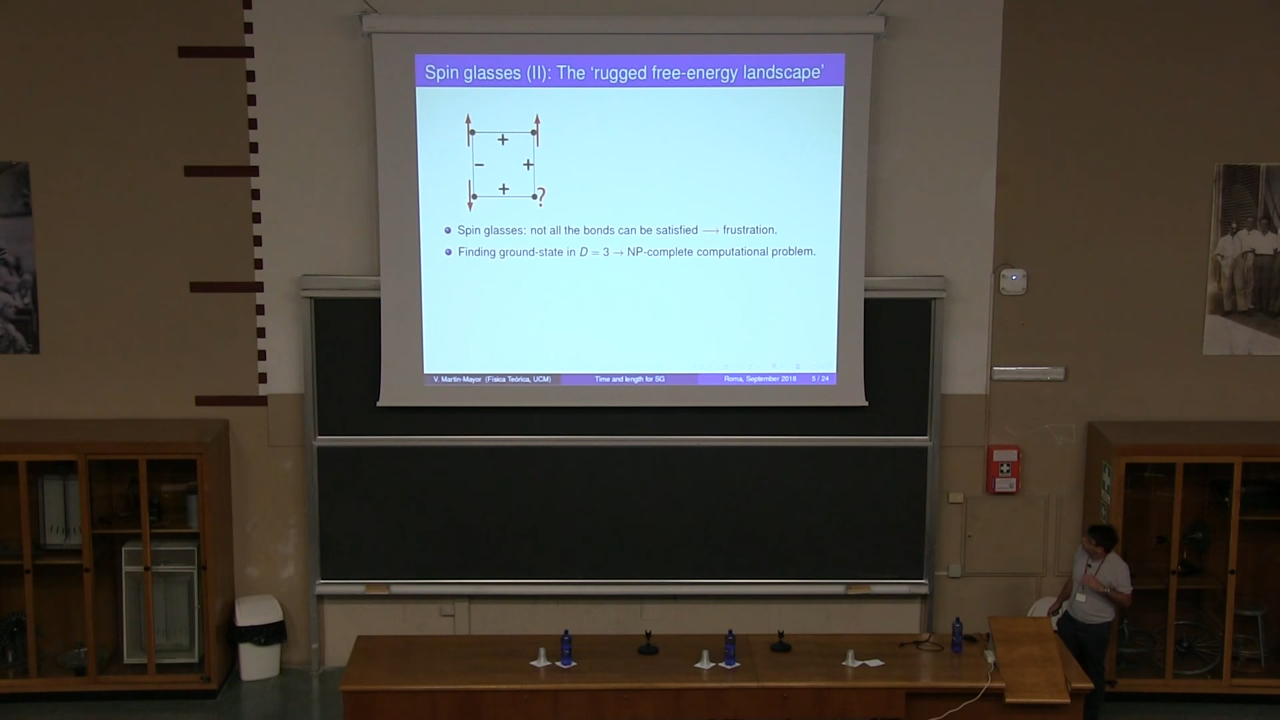 Spin glasses (II): The ‘rugged free-energy landscape’
+
− +
+ ?
Spin glasses: not all the bonds can be satisfied → frustration.
Finding ground-state in D = 3 → NP-complete computational problem.
V. Martin-Mayor (Física Teórica, UCM) Time and length for SG Roma, September 2018 5 / 24